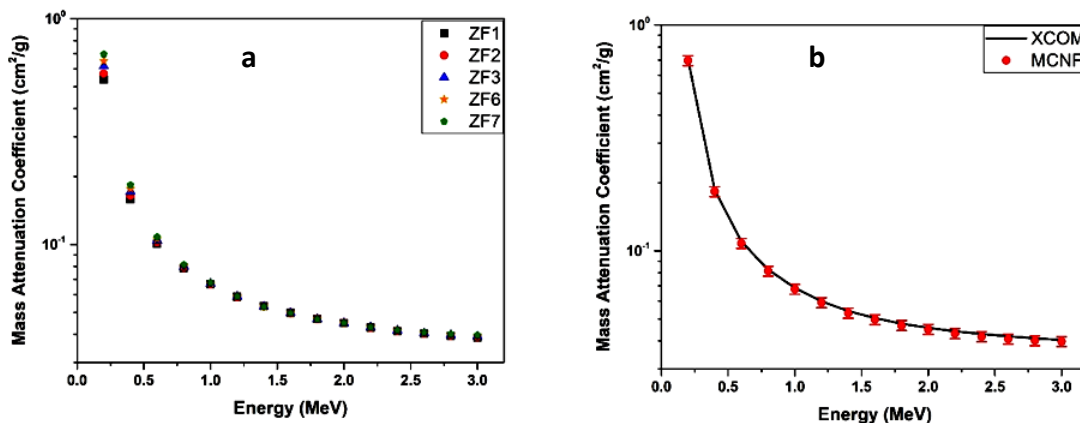 a
ZF1
ZF2
ZF3
ZF6
ZF7
Mass Attenuation Coefficient (cm²/g)
10⁰
10⁻¹
0.0 0.5 1.0 1.5 2.0 2.5 3.0
Energy (MeV)
b
XCOM
MCNP
Mass Attenuation Coefficient (cm²/g)
10⁰
10⁻¹
0.0 0.5 1.0 1.5 2.0 2.5 3.0
Energy (MeV)